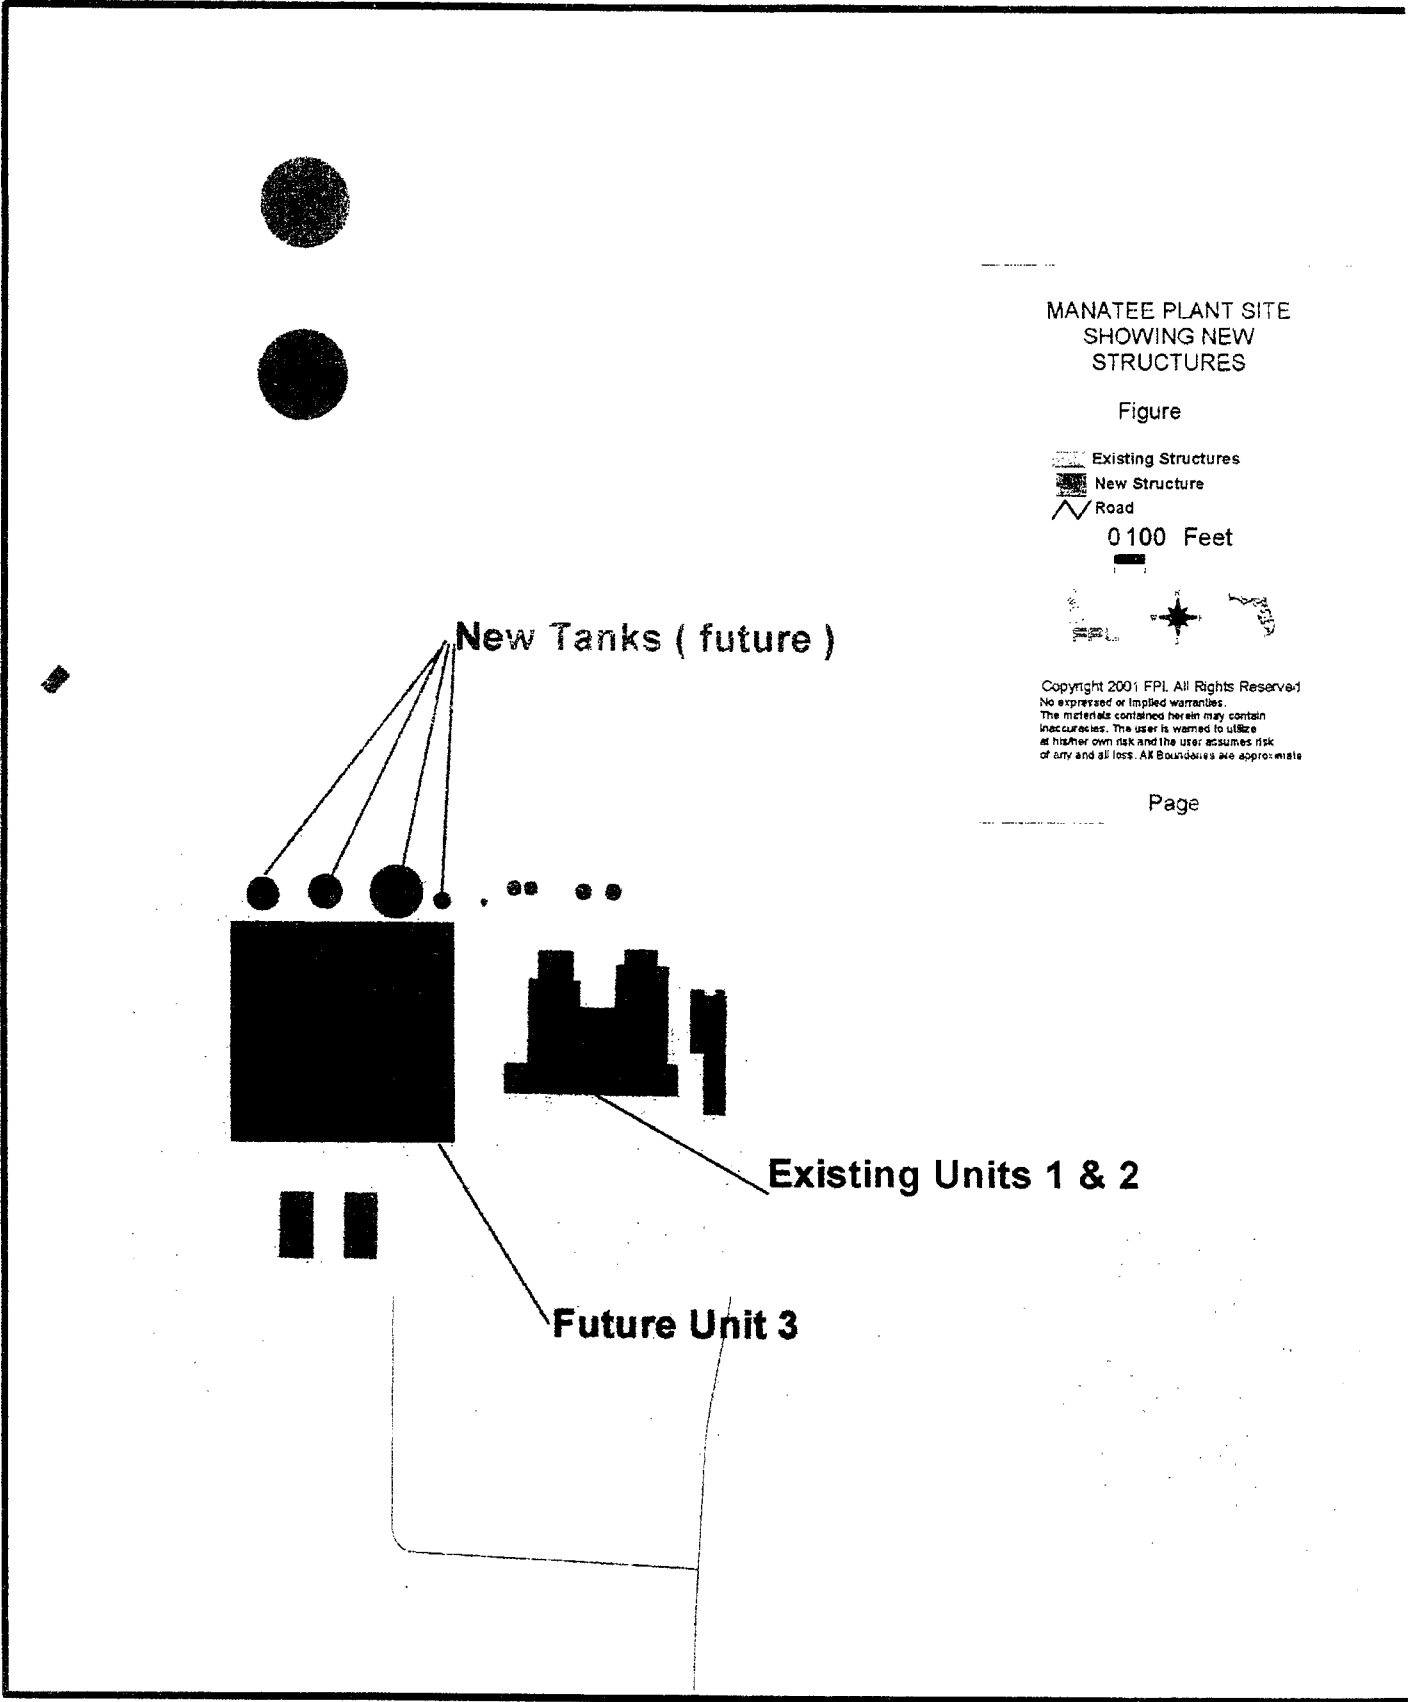 MANATEE PLANT SITE
SHOWING NEW
STRUCTURES
Figure
Existing Structures
New Structure
Road
0 100 Feet
FPL
Copyright 2001 FPL All Rights Reserved
No expressed or Implied warranties.
The materials contained herein may contain
inaccuracies. The user is warned to utilize
at his/her own risk and the user assumes risk
of any and all loss. All Boundaries are approximate
Page
New Tanks ( future )
Existing Units 1 & 2
Future Unit 3